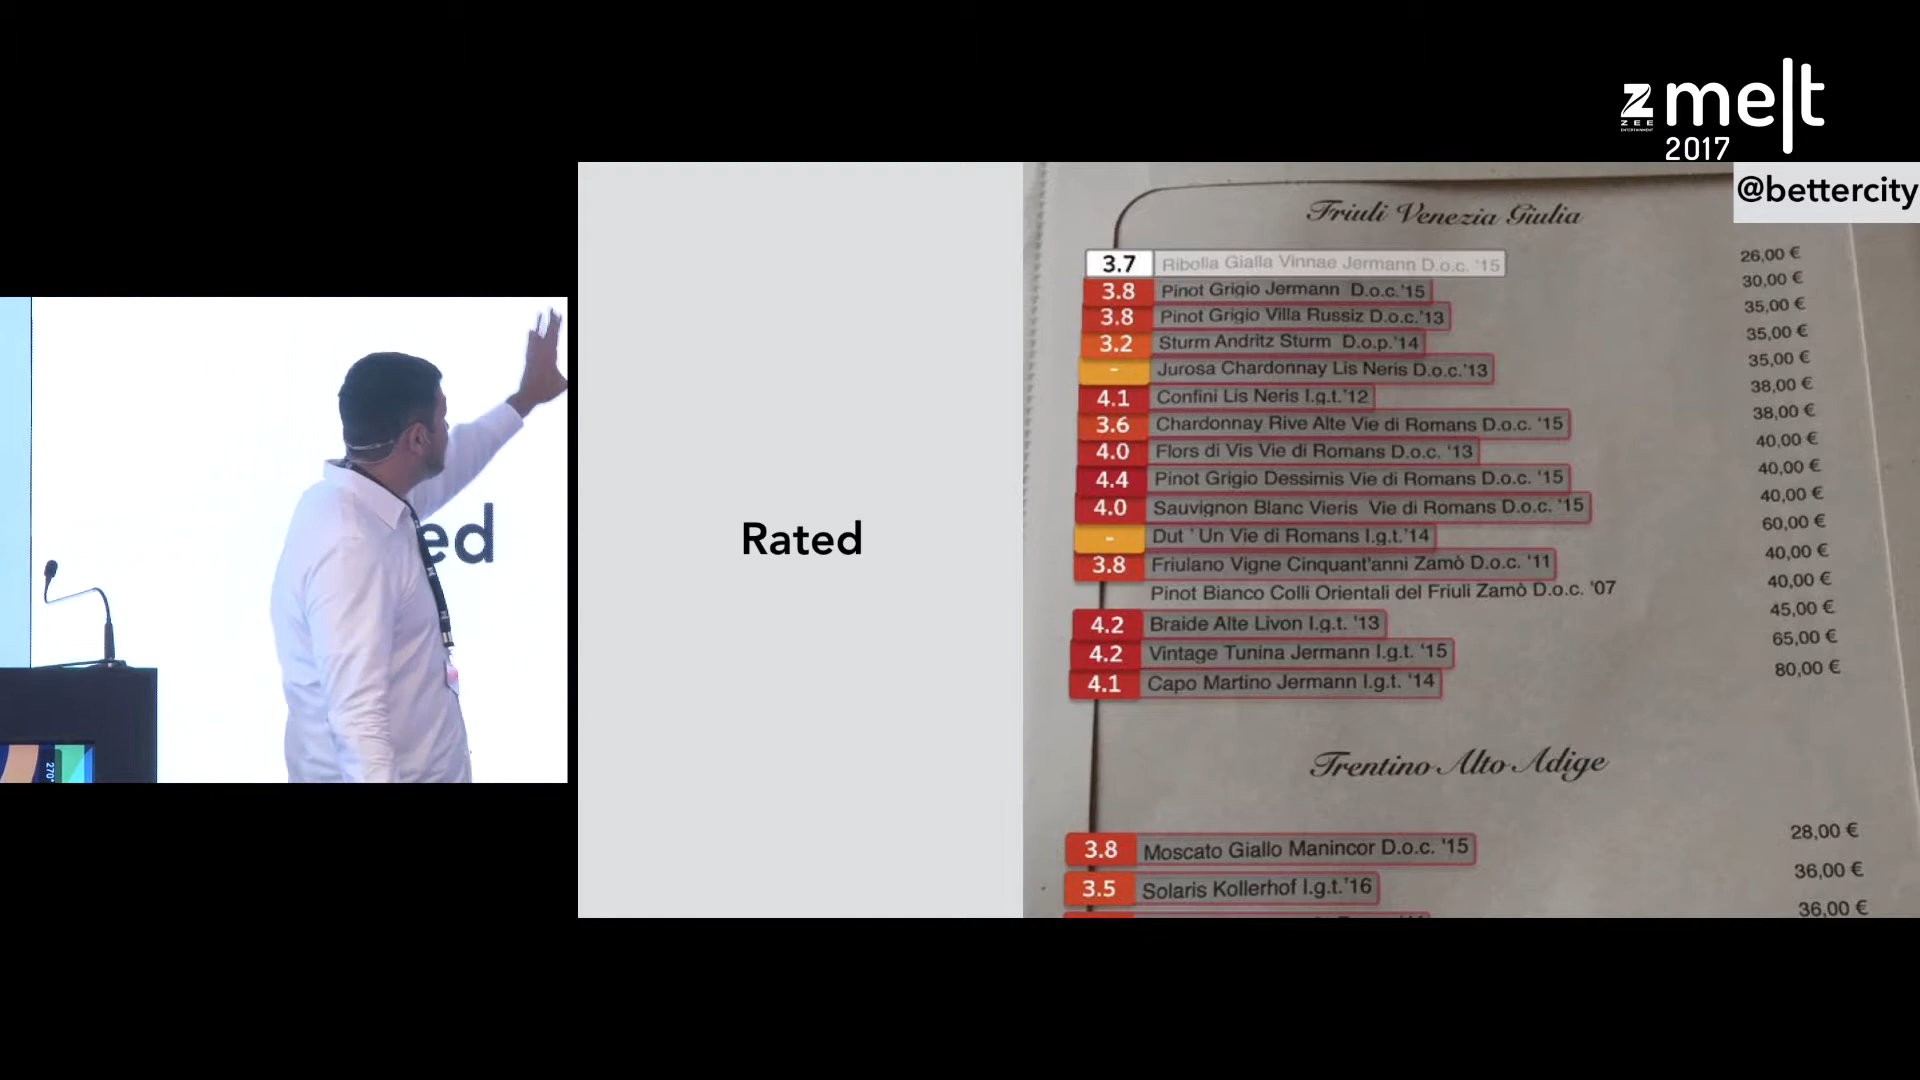 Z melt
ZEE
ENTERTAINMENT
2017
@bettercity
ed
270°
Rated
Friuli Venezia Giulia
3.7 Ribolla Gialla Vinnae Jermann D.o.c. '15 26,00 €
3.8 Pinot Grigio Jermann D.o.c.'15 30,00 €
3.8 Pinot Grigio Villa Russiz D.o.c.'13 35,00 €
3.2 Sturm Andritz Sturm D.o.p.'14 35,00 €
- Jurosa Chardonnay Lis Neris D.o.c.'13 35,00 €
4.1 Confini Lis Neris I.g.t.'12 38,00 €
3.6 Chardonnay Rive Alte Vie di Romans D.o.c. '15 38,00 €
4.0 Flors di Vis Vie di Romans D.o.c. '13 40,00 €
4.4 Pinot Grigio Dessimis Vie di Romans D.o.c. '15 40,00 €
4.0 Sauvignon Blanc Vieris Vie di Romans D.o.c. '15 40,00 €
- Dut ' Un Vie di Romans I.g.t.'14 60,00 €
3.8 Friulano Vigne Cinquant'anni Zamò D.o.c. '11 40,00 €
Pinot Bianco Colli Orientali del Friuli Zamò D.o.c. '07 40,00 €
4.2 Braide Alte Livon I.g.t. '13 45,00 €
4.2 Vintage Tunina Jermann I.g.t. '15 65,00 €
4.1 Capo Martino Jermann I.g.t. '14 80,00 €
Trentino Alto Adige
3.8 Moscato Giallo Manincor D.o.c. '15 28,00 €
3.5 Solaris Kollerhof I.g.t.'16 36,00 €
36,00 €